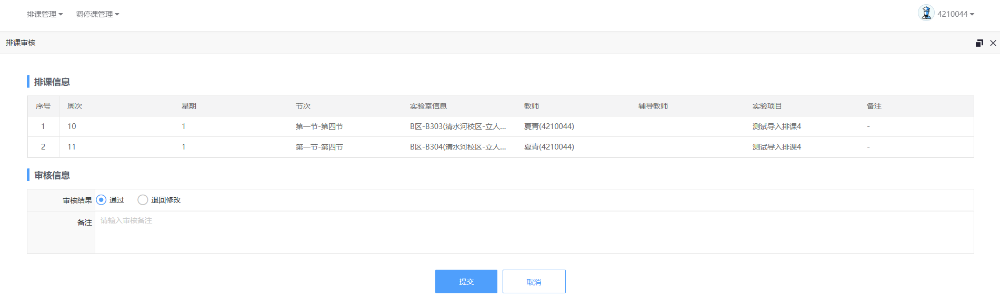 排课管理 调停课管理 4210044
排课审核
排课信息
序号 周次 星期 节次 实验室信息 教师 辅导教师 实验项目 备注
1 10 1 第一节-第四节 B区-B303(清水河校区-立人... 夏青(4210044) 测试导入排课4 -
2 11 1 第一节-第四节 B区-B304(清水河校区-立人... 夏青(4210044) 测试导入排课4 -
审核信息
审核结果 通过 退回修改
备注 请输入审核备注
提交 取消